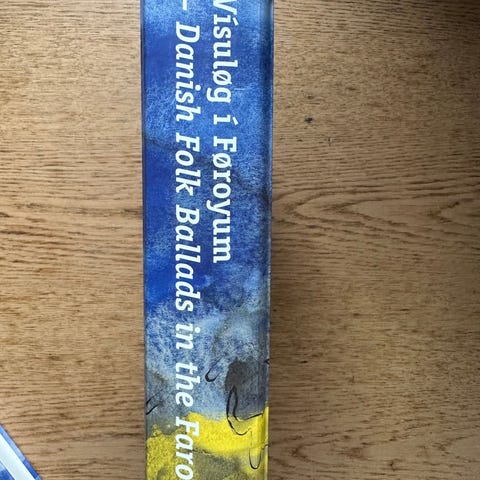 Vísuløg í Føroyum
– Danish Folk Ballads in the Faro